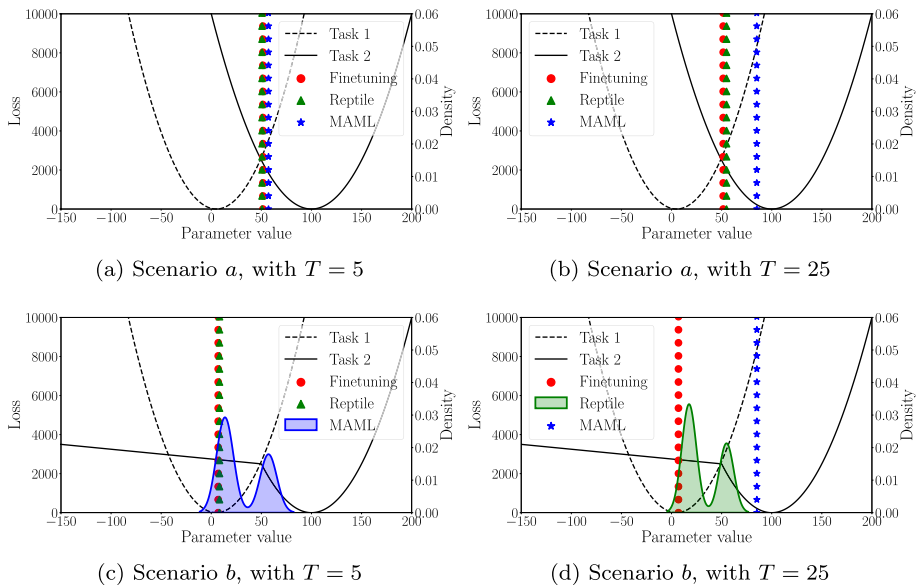 10000
8000
6000
4000
2000
0
Loss
−150 −100 −50 0 50 100 150 200
Parameter value
0.06
0.05
0.04
0.03
0.02
0.01
0.00
Density
Task 1
Task 2
Finetuning
Reptile
MAML
(a) Scenario a, with T = 5
10000
8000
6000
4000
2000
0
Loss
−150 −100 −50 0 50 100 150 200
Parameter value
0.06
0.05
0.04
0.03
0.02
0.01
0.00
Density
Task 1
Task 2
Finetuning
Reptile
MAML
(b) Scenario a, with T = 25
10000
8000
6000
4000
2000
0
Loss
−150 −100 −50 0 50 100 150 200
Parameter value
0.06
0.05
0.04
0.03
0.02
0.01
0.00
Density
Task 1
Task 2
Finetuning
Reptile
MAML
(c) Scenario b, with T = 5
10000
8000
6000
4000
2000
0
Loss
−150 −100 −50 0 50 100 150 200
Parameter value
0.06
0.05
0.04
0.03
0.02
0.01
0.00
Density
Task 1
Task 2
Finetuning
Reptile
MAML
(d) Scenario b, with T = 25